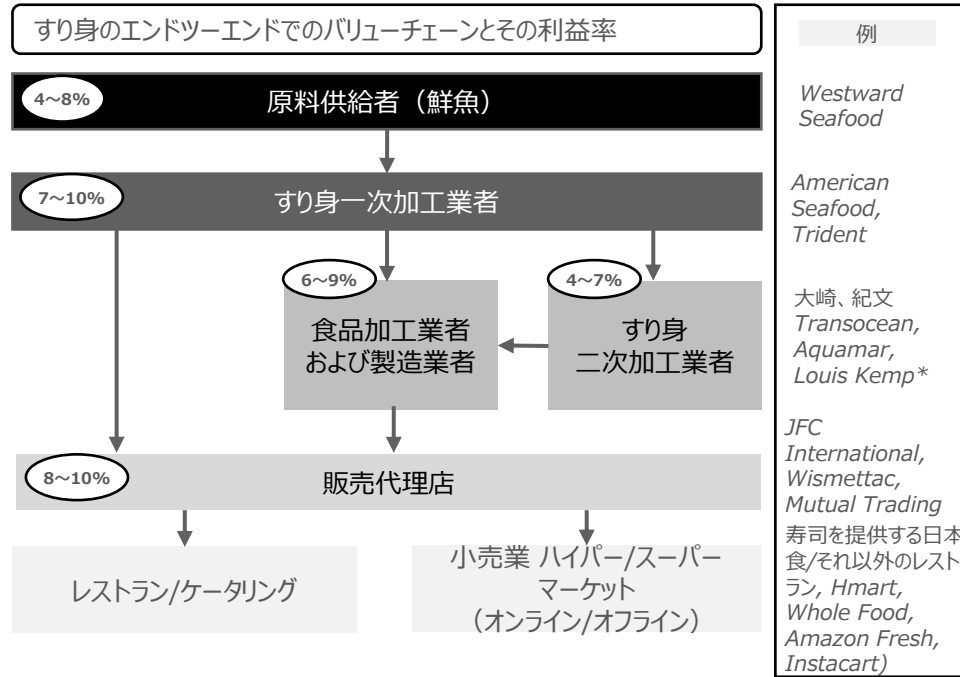 すり身のエンドツーエンドでのバリューチェーンとその利益率
4～8%
原料供給者（鮮魚）
7～10%
すり身一次加工業者
6～9%
食品加工業者
および製造業者
4～7%
すり身
二次加工業者
8～10%
販売代理店
レストラン/ケータリング
小売業 ハイパー/スーパー
マーケット
（オンライン/オフライン）
例
Westward
Seafood
American
Seafood,
Trident
大崎、紀文
Transocean,
Aquamar,
Louis Kemp*
JFC
International,
Wismettac,
Mutual Trading
寿司を提供する日本
食/それ以外のレスト
ラン, Hmart,
Whole Food,
Amazon Fresh,
Instacart)